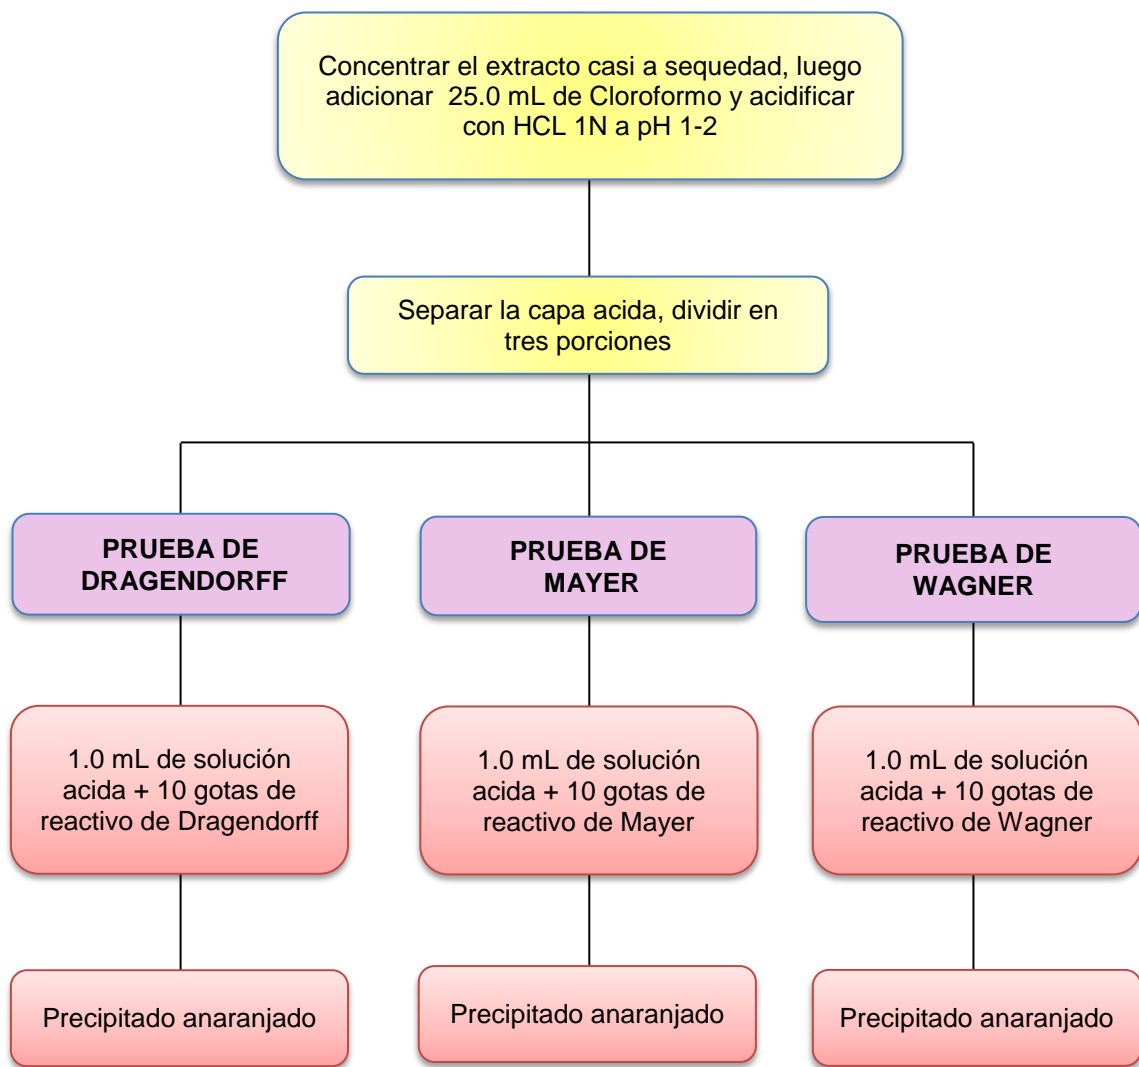 Concentrar el extracto casi a sequedad, luego
adicionar  25.0 mL de Cloroformo y acidificar
con HCL 1N a pH 1-2
Separar la capa acida, dividir en
tres porciones
PRUEBA DE
DRAGENDORFF
PRUEBA DE
MAYER
PRUEBA DE
WAGNER
1.0 mL de solución
acida + 10 gotas de
reactivo de Dragendorff
1.0 mL de solución
acida + 10 gotas de
reactivo de Mayer
1.0 mL de solución
acida + 10 gotas de
reactivo de Wagner
Precipitado anaranjado
Precipitado anaranjado
Precipitado anaranjado